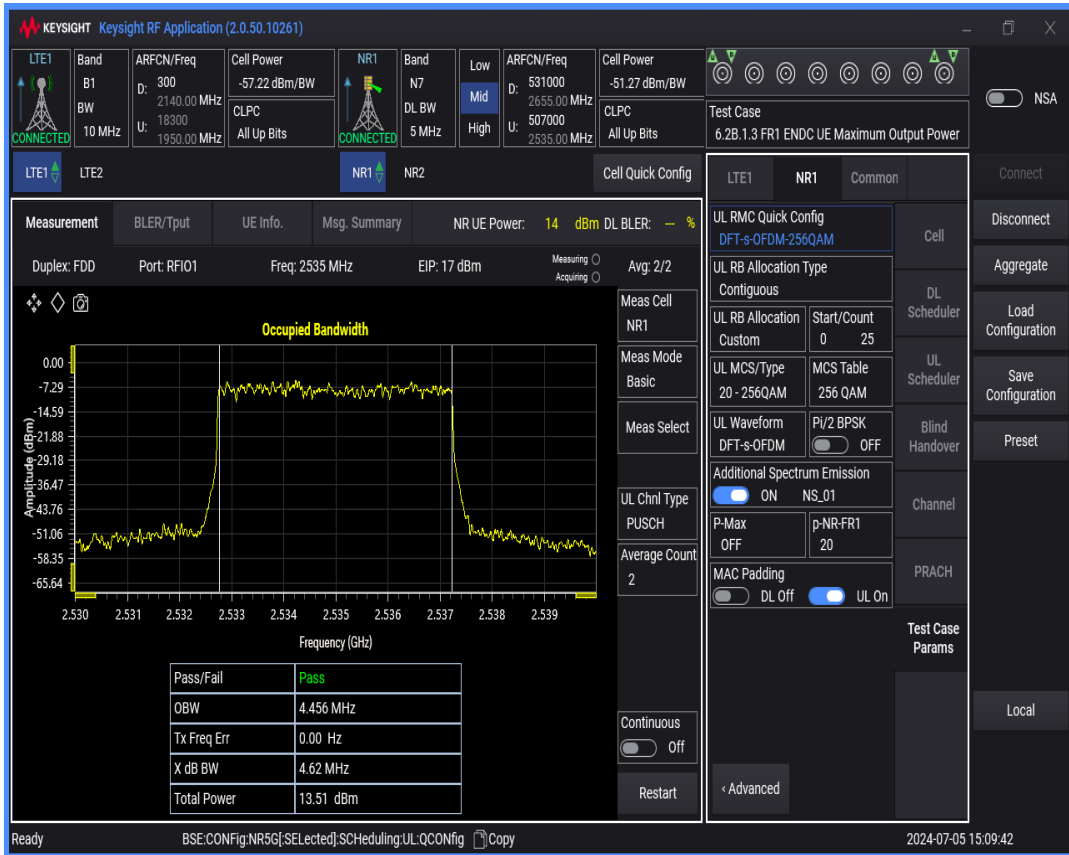 KEYSIGHT Keysight RF Application (2.0.50.10261)
LTE1
CONNECTED
Band
B1
BW
10 MHz
ARFCN/Freq
D: 300
2140.00 MHz
U: 18300
1950.00 MHz
Cell Power
-57.22 dBm/BW
CLPC
All Up Bits
NR1
CONNECTED
Band
N7
DL BW
5 MHz
Low
Mid
High
ARFCN/Freq
D: 531000
2655.00 MHz
U: 507000
2535.00 MHz
Cell Power
-51.27 dBm/BW
CLPC
All Up Bits
Test Case
6.2B.1.3 FR1 ENDC UE Maximum Output Power
NSA
LTE1 LTE2 NR1 NR2 Cell Quick Config
Measurement BLER/Tput UE Info. Msg. Summary NR UE Power: 14 dBm DL BLER: --- %
Duplex: FDD Port: RFIO1 Freq: 2535 MHz EIP: 17 dBm Measuring Acquiring Avg: 2/2
Occupied Bandwidth
Amplitude (dBm)
0.00
-7.29
-14.59
-21.88
-29.18
-36.47
-43.76
-51.06
-58.35
-65.64
2.530 2.531 2.532 2.533 2.534 2.535 2.536 2.537 2.538 2.539
Frequency (GHz)
Pass/Fail Pass
OBW 4.456 MHz
Tx Freq Err 0.00 Hz
X dB BW 4.62 MHz
Total Power 13.51 dBm
Meas Cell
NR1
Meas Mode
Basic
Meas Select
UL Chnl Type
PUSCH
Average Count
2
Continuous
Off
Restart
LTE1 NR1 Common
UL RMC Quick Config
DFT-s-OFDM-256QAM
UL RB Allocation Type
Contiguous
UL RB Allocation
Custom
Start/Count
0 25
UL MCS/Type
20 - 256QAM
MCS Table
256 QAM
UL Waveform
DFT-s-OFDM
Pi/2 BPSK
OFF
Additional Spectrum Emission
ON NS_01
P-Max
OFF
p-NR-FR1
20
MAC Padding
DL Off UL On
‹ Advanced
Cell
DL
Scheduler
UL
Scheduler
Blind
Handover
Channel
PRACH
Test Case
Params
Connect
Disconnect
Aggregate
Load
Configuration
Save
Configuration
Preset
Local
Ready BSE:CONFig:NR5G[:SELected]:SCHeduling:UL:QCONfig Copy 2024-07-05 15:09:42